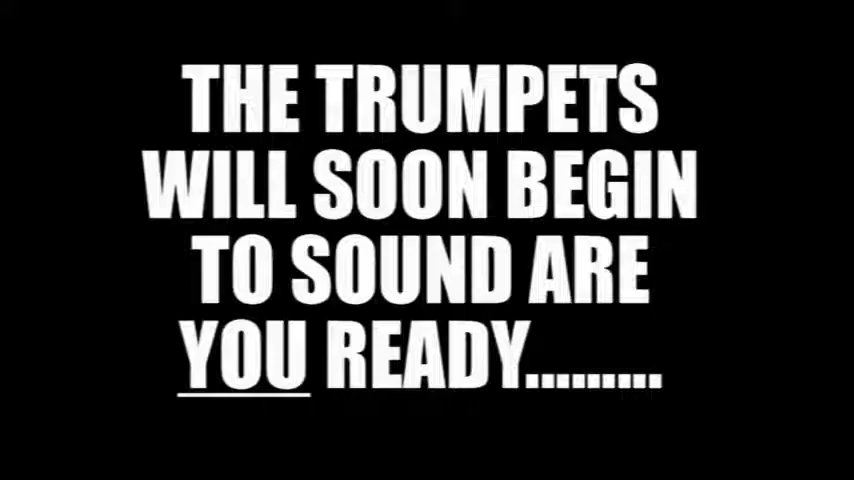 THE TRUMPETS
WILL SOON BEGIN
TO SOUND ARE
YOU READY.........